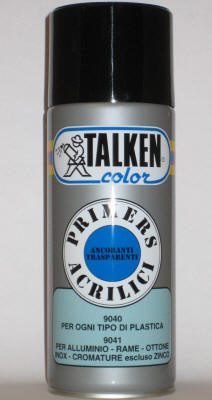 TALKEN
color
PRIMERS
ANCORANTI
TRASPARENTI
ACRILICI
9040
PER OGNI TIPO DI PLASTICA
9041
PER ALLUMINIO - RAME - OTTONE
INOX - CROMATURE escluso ZINCO